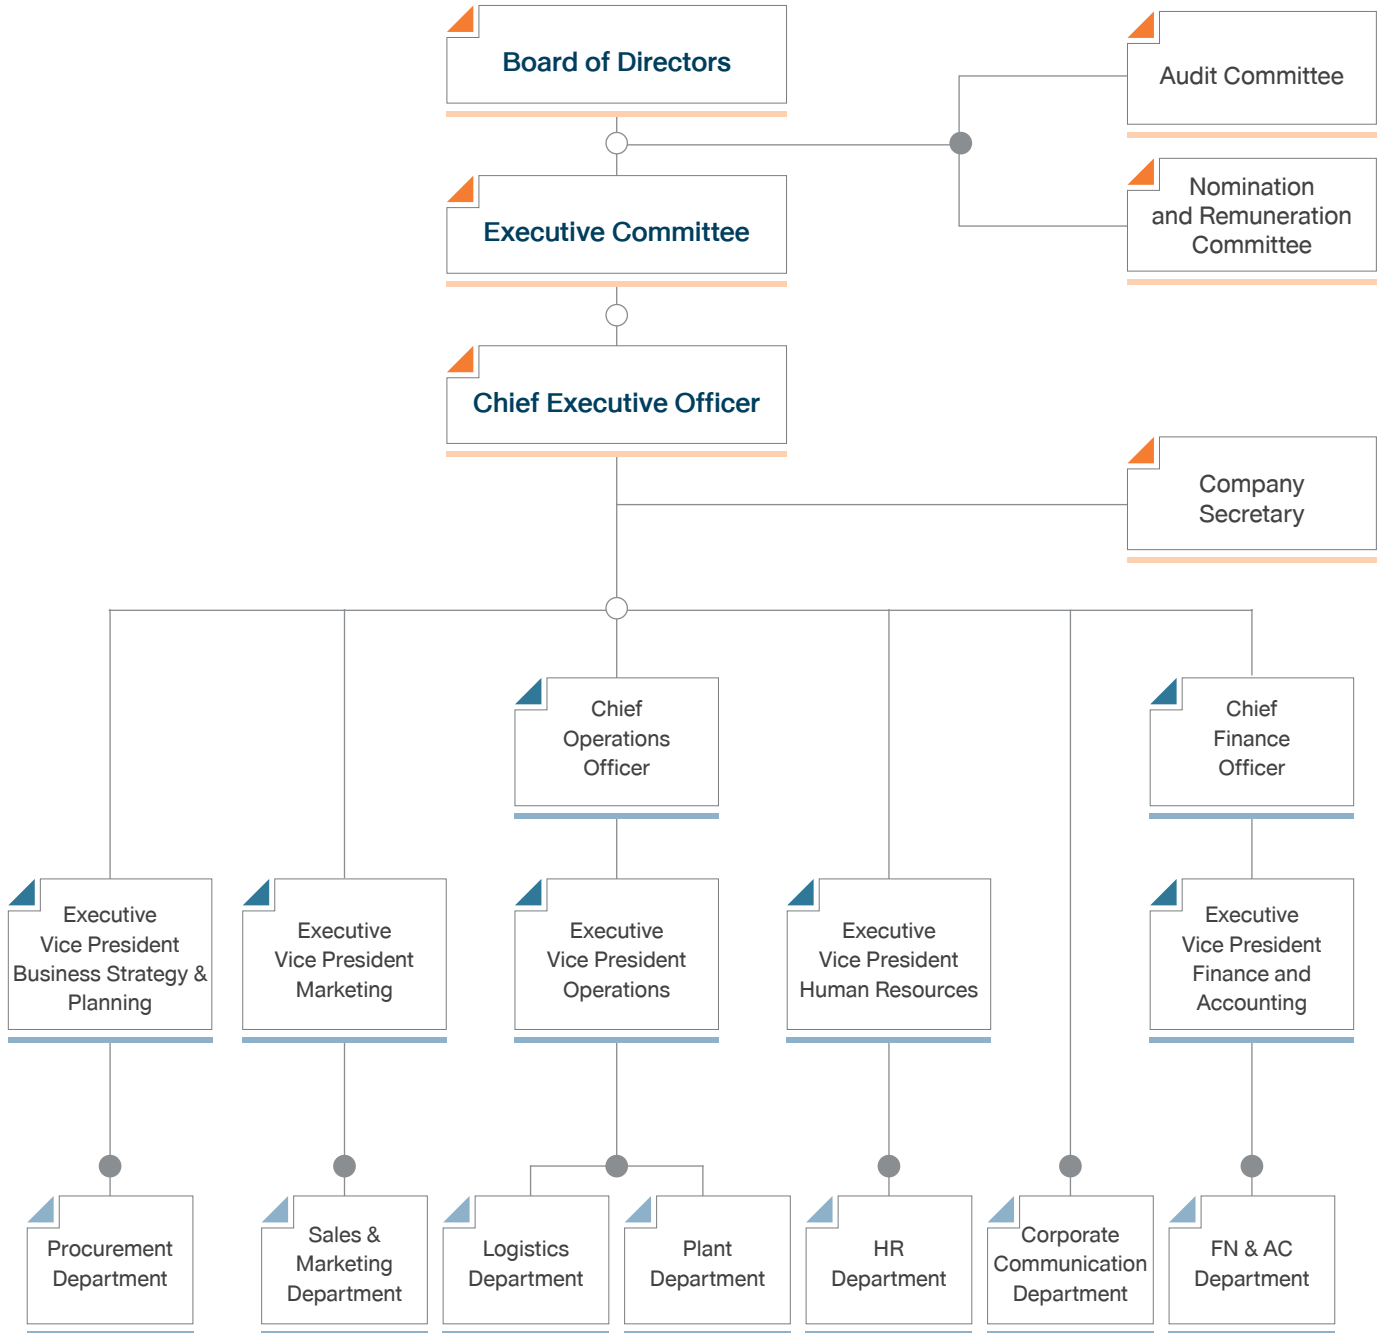 Board of Directors
Audit Committee
Nomination
and Remuneration
Committee
Executive Committee
Chief Executive Officer
Company
Secretary
Chief
Operations
Officer
Chief
Finance
Officer
Executive
Vice President
Business Strategy &
Planning
Executive
Vice President
Marketing
Executive
Vice President
Operations
Executive
Vice President
Human Resources
Executive
Vice President
Finance and
Accounting
Procurement
Department
Sales &
Marketing
Department
Logistics
Department
Plant
Department
HR
Department
Corporate
Communication
Department
FN & AC
Department